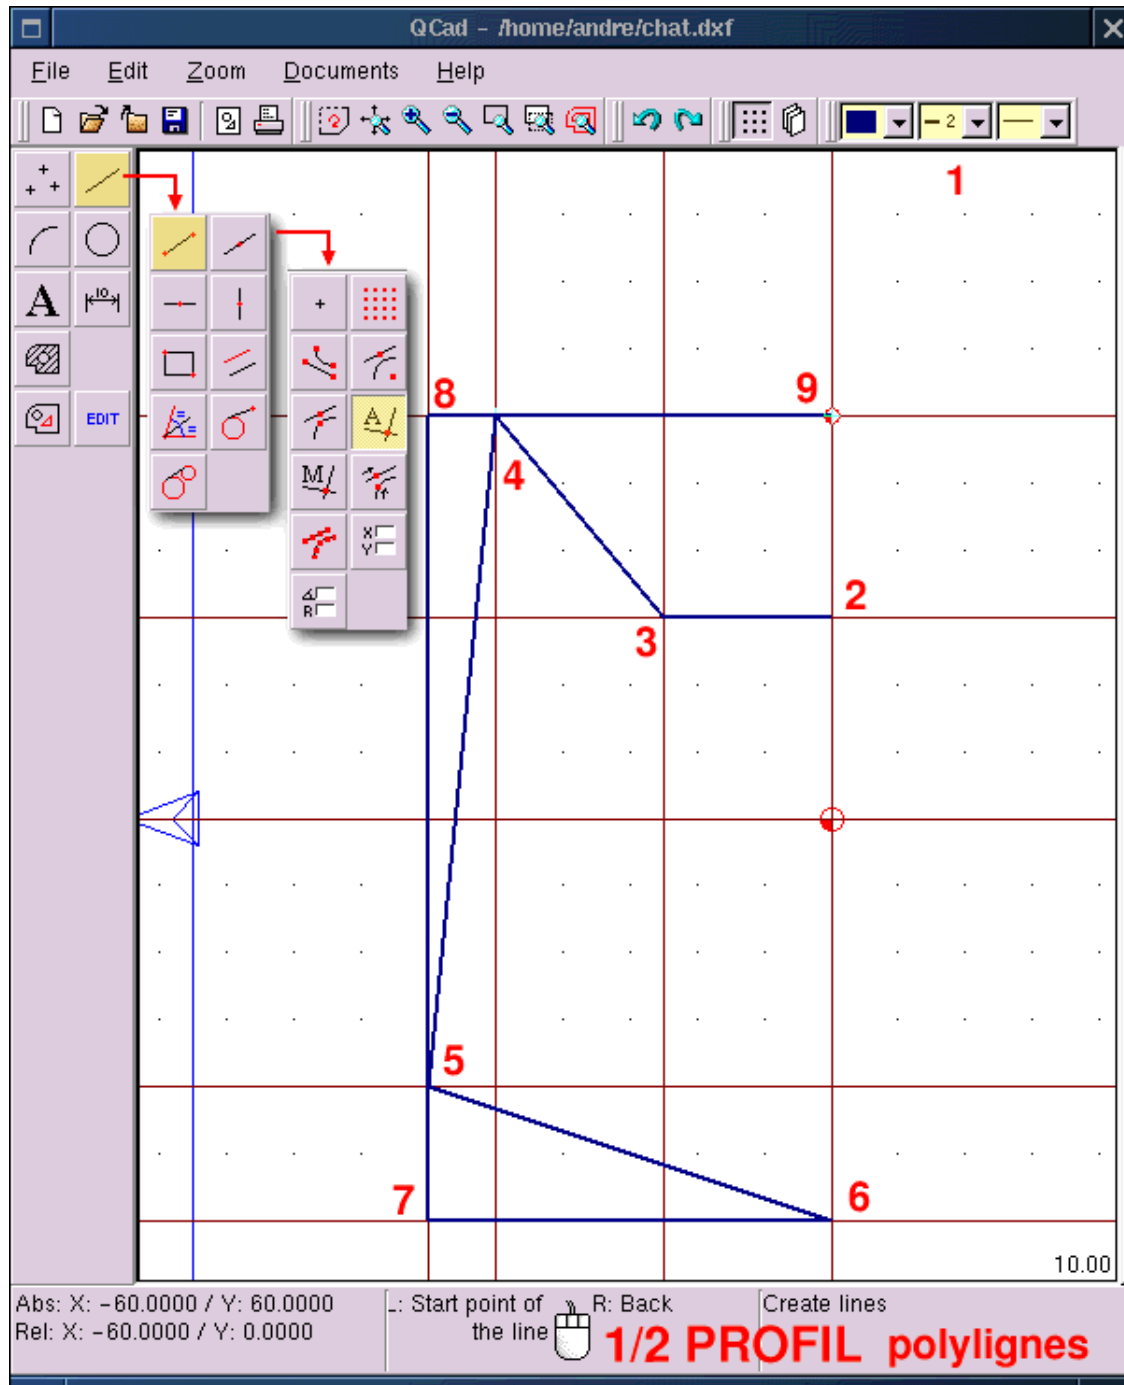 QCad - /home/andre/chat.dxf
File Edit Zoom Documents Help
2
1
A
10
EDIT
8
9
A
4
M
X
Y
R
2
3
5
7
6
10.00
Abs: X: -60.0000 / Y: 60.0000
Rel: X: -60.0000 / Y: 0.0000
L: Start point of
the line
R: Back
Create lines
1/2 PROFIL polylignes